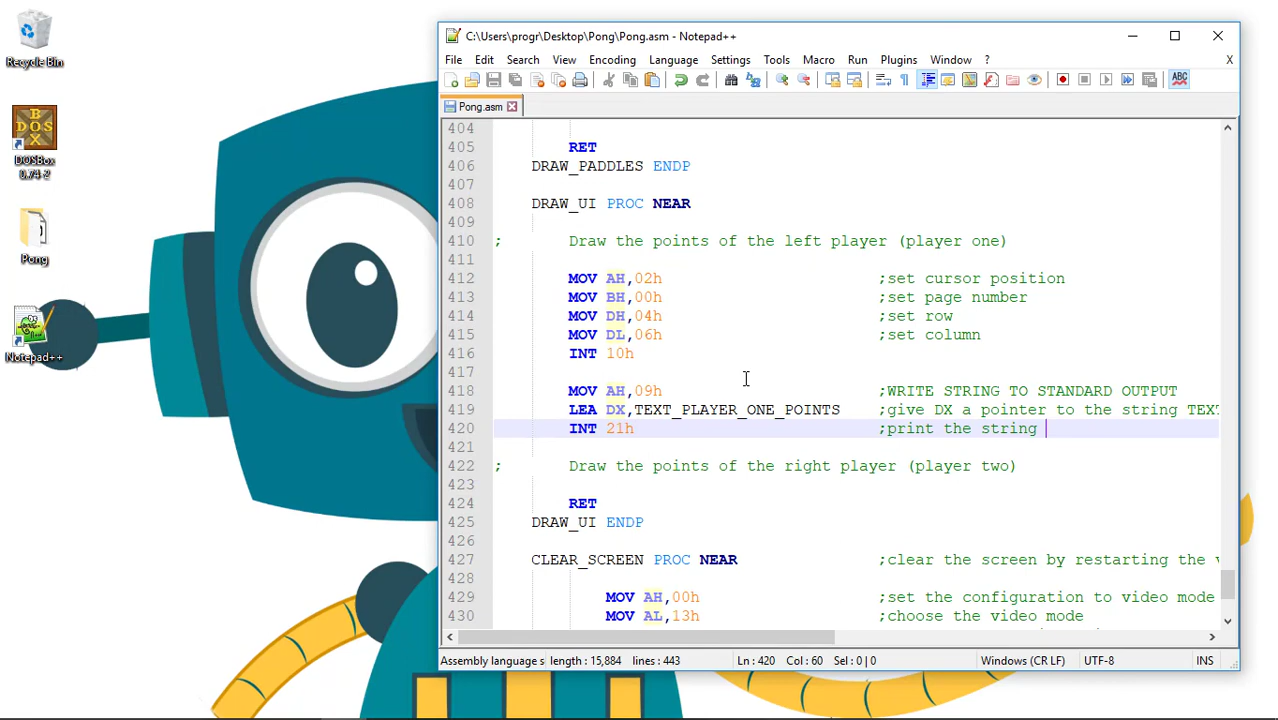 Recycle Bin
BOX
DOS
DOSBox
0.74-2
Pong
Notepad++
C:\Users\progr\Desktop\Pong\Pong.asm - Notepad++
File Edit Search View Encoding Language Settings Tools Macro Run Plugins Window ? X
ABC
Pong.asm
404
405 RET
406 DRAW_PADDLES ENDP
407
408 DRAW_UI PROC NEAR
409
410 ; Draw the points of the left player (player one)
411
412 MOV AH,02h ;set cursor position
413 MOV BH,00h ;set page number
414 MOV DH,04h ;set row
415 MOV DL,06h ;set column
416 INT 10h
417
418 MOV AH,09h ;WRITE STRING TO STANDARD OUTPUT
419 LEA DX,TEXT_PLAYER_ONE_POINTS ;give DX a pointer to the string TEXT
420 INT 21h ;print the string
421
422 ; Draw the points of the right player (player two)
423
424 RET
425 DRAW_UI ENDP
426
427 CLEAR_SCREEN PROC NEAR ;clear the screen by restarting the v
428
429 MOV AH,00h ;set the configuration to video mode
430 MOV AL,13h ;choose the video mode
Assembly language s length : 15,884 lines : 443 Ln : 420 Col : 60 Sel : 0 | 0 Windows (CR LF) UTF-8 INS